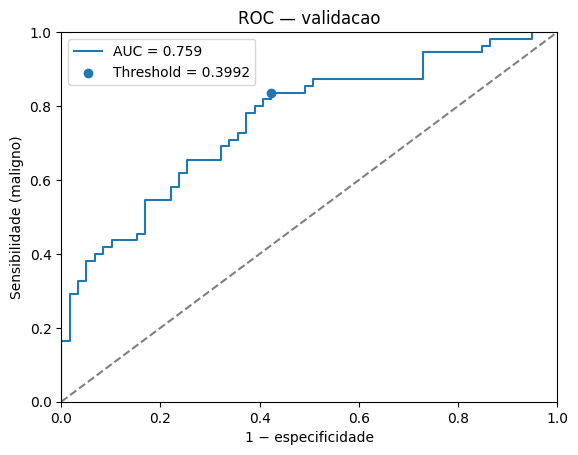 ROC — validacao
AUC = 0.759
Threshold = 0.3992
Sensibilidade (maligno)
1.0
0.8
0.6
0.4
0.2
0.0
0.0 0.2 0.4 0.6 0.8 1.0
1 − especificidade